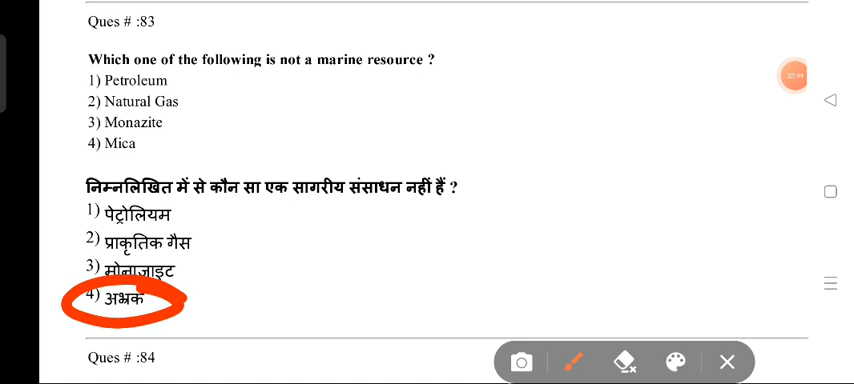 Ques # :83
Which one of the following is not a marine resource ?
1) Petroleum
2) Natural Gas
3) Monazite
4) Mica
निम्नलिखित में से कौन सा एक सागरीय संसाधन नहीं हैं ?
1) पेट्रोलियम
2) प्राकृतिक गैस
3) मोनाज़ाइट
4) अभ्रक
Ques # :84